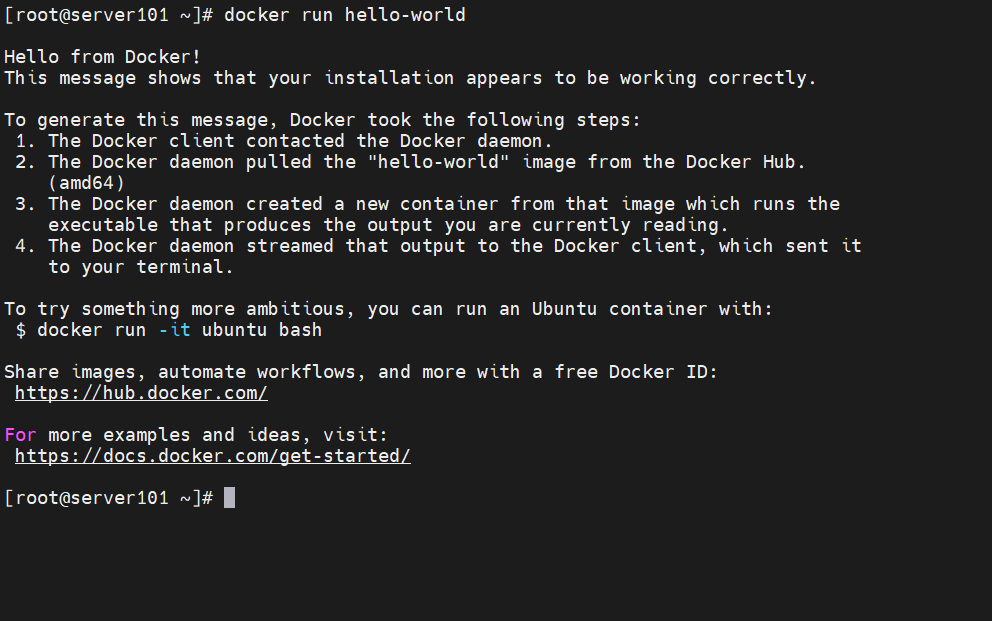 [root@server101 ~]# docker run hello-world
Hello from Docker!
This message shows that your installation appears to be working correctly.
To generate this message, Docker took the following steps:
1. The Docker client contacted the Docker daemon.
2. The Docker daemon pulled the "hello-world" image from the Docker Hub.
(amd64)
3. The Docker daemon created a new container from that image which runs the
executable that produces the output you are currently reading.
4. The Docker daemon streamed that output to the Docker client, which sent it
to your terminal.
To try something more ambitious, you can run an Ubuntu container with:
$ docker run -it ubuntu bash
Share images, automate workflows, and more with a free Docker ID:
https://hub.docker.com/
For more examples and ideas, visit:
https://docs.docker.com/get-started/
[root@server101 ~]#